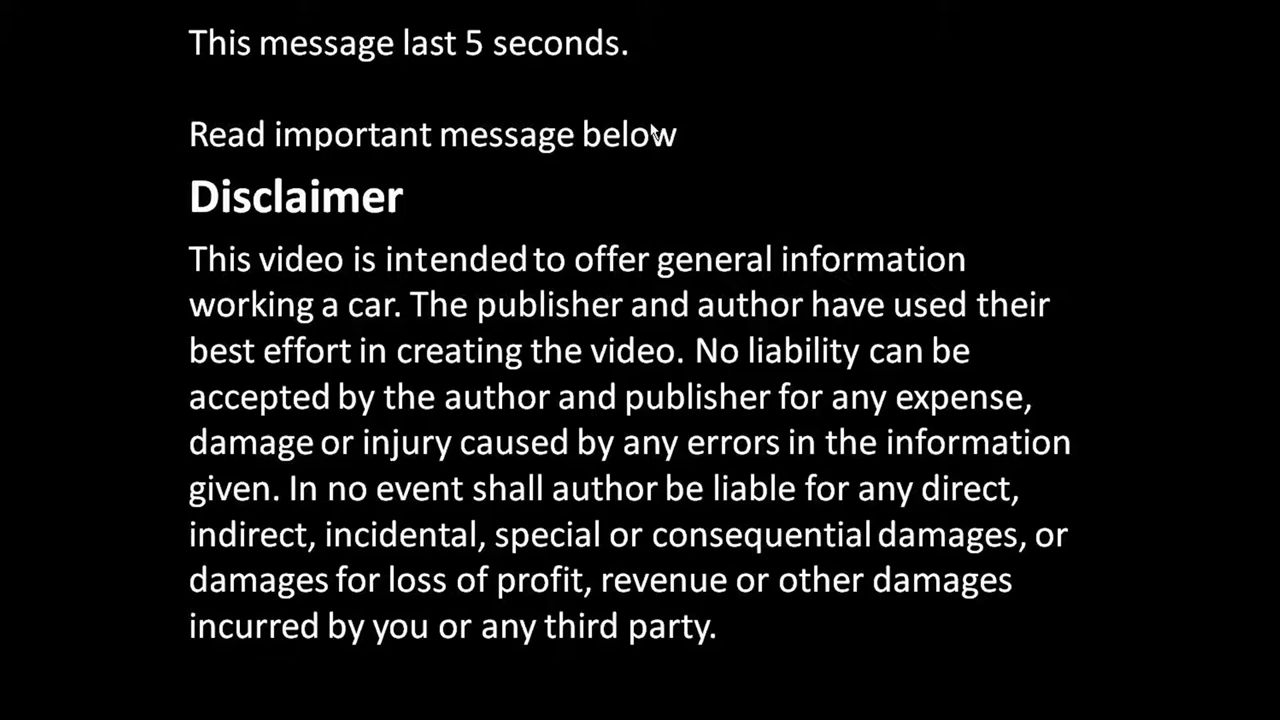 This message last 5 seconds.
Read important message below
Disclaimer
This video is intended to offer general information
working a car. The publisher and author have used their
best effort in creating the video. No liability can be
accepted by the author and publisher for any expense,
damage or injury caused by any errors in the information
given. In no event shall author be liable for any direct,
indirect, incidental, special or consequential damages, or
damages for loss of profit, revenue or other damages
incurred by you or any third party.